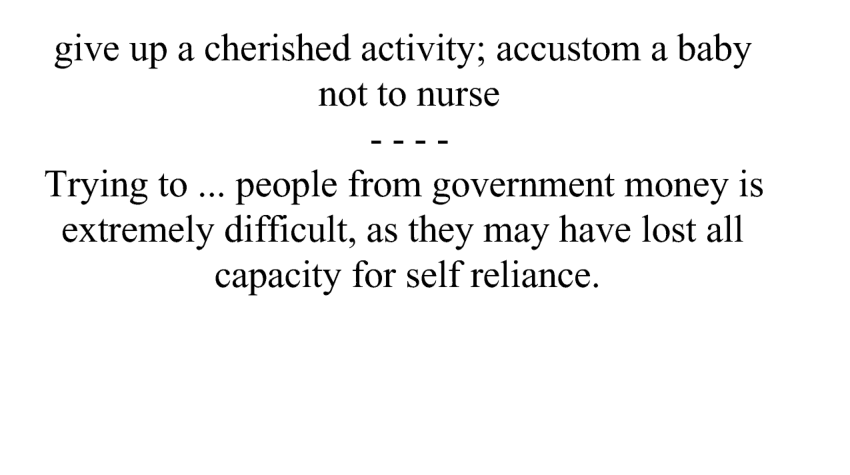 give up a cherished activity; accustom a baby
not to nurse
- - - -
Trying to ... people from government money is
extremely difficult, as they may have lost all
capacity for self reliance.